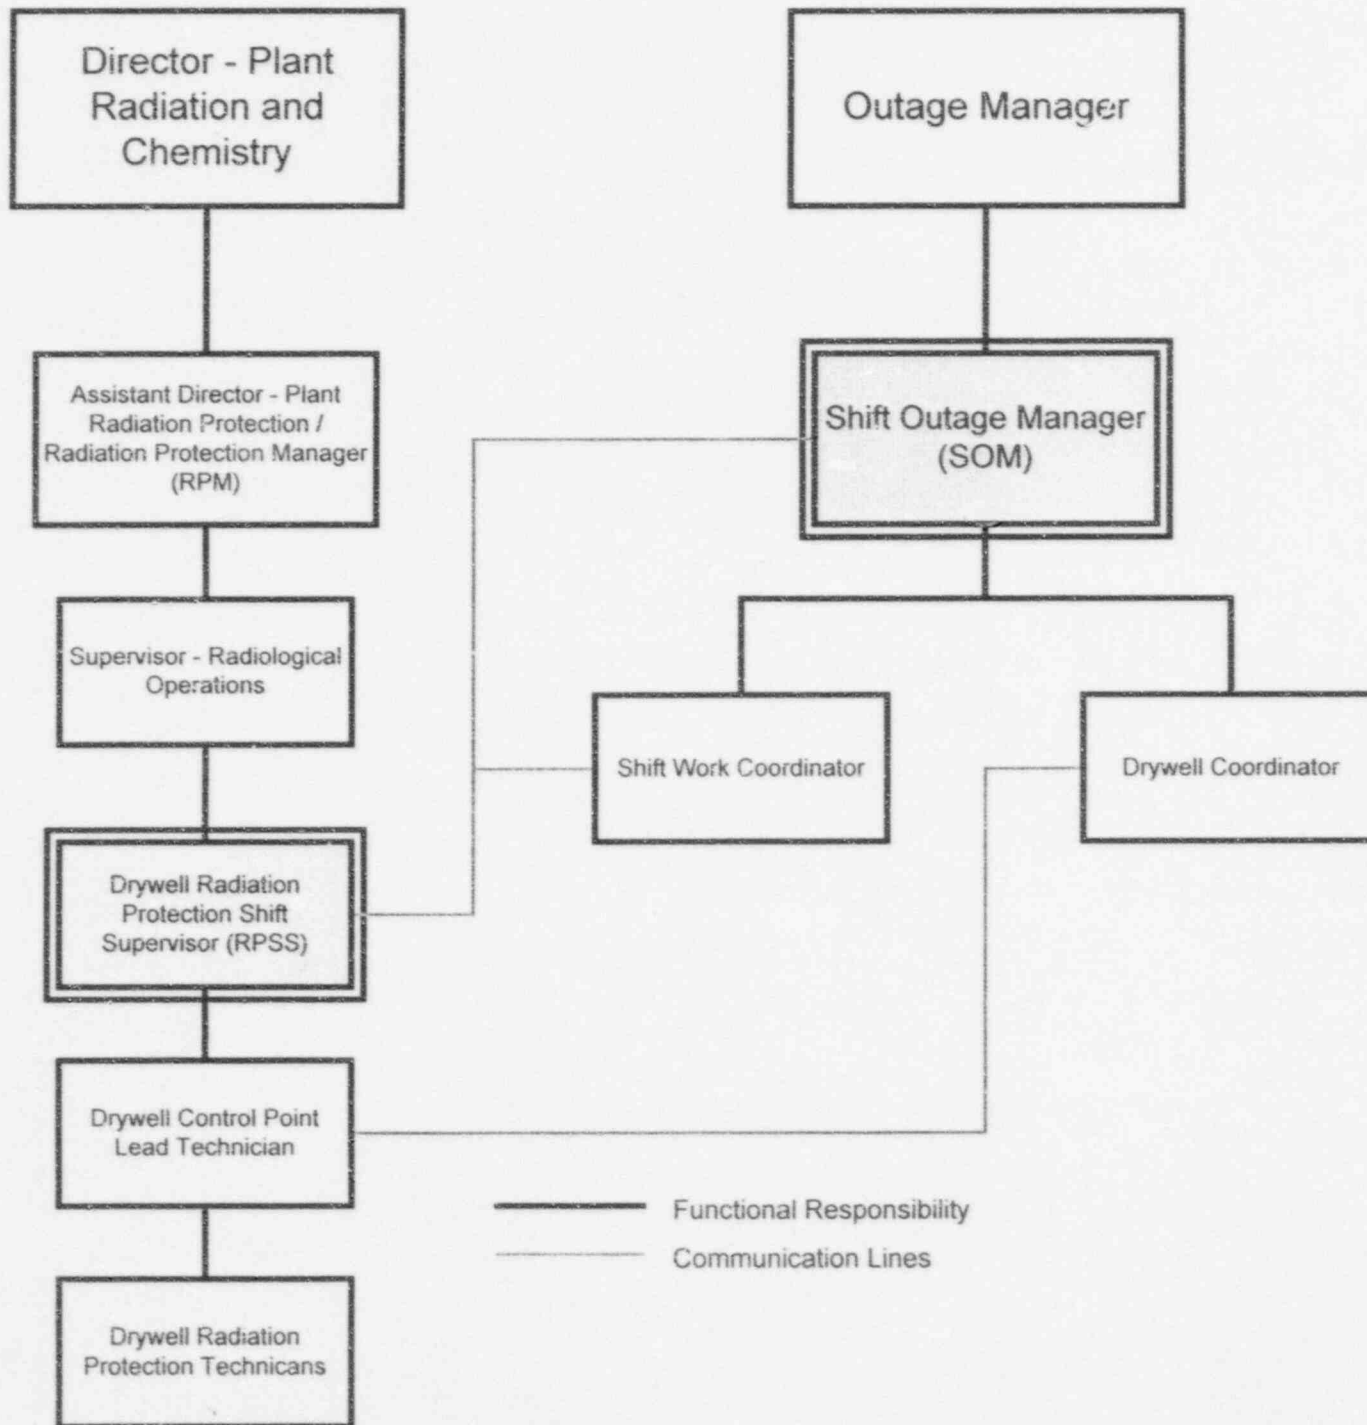 Director - Plant
Radiation and
Chemistry
Outage Manager
Assistant Director - Plant
Radiation Protection /
Radiation Protection Manager
(RPM)
Shift Outage Manager
(SOM)
Supervisor - Radiological
Operations
Shift Work Coordinator
Drywell Coordinator
Drywell Radiation
Protection Shift
Supervisor (RPSS)
Drywell Control Point
Lead Technician
Functional Responsibility
Communication Lines
Drywell Radiation
Protection Technicans